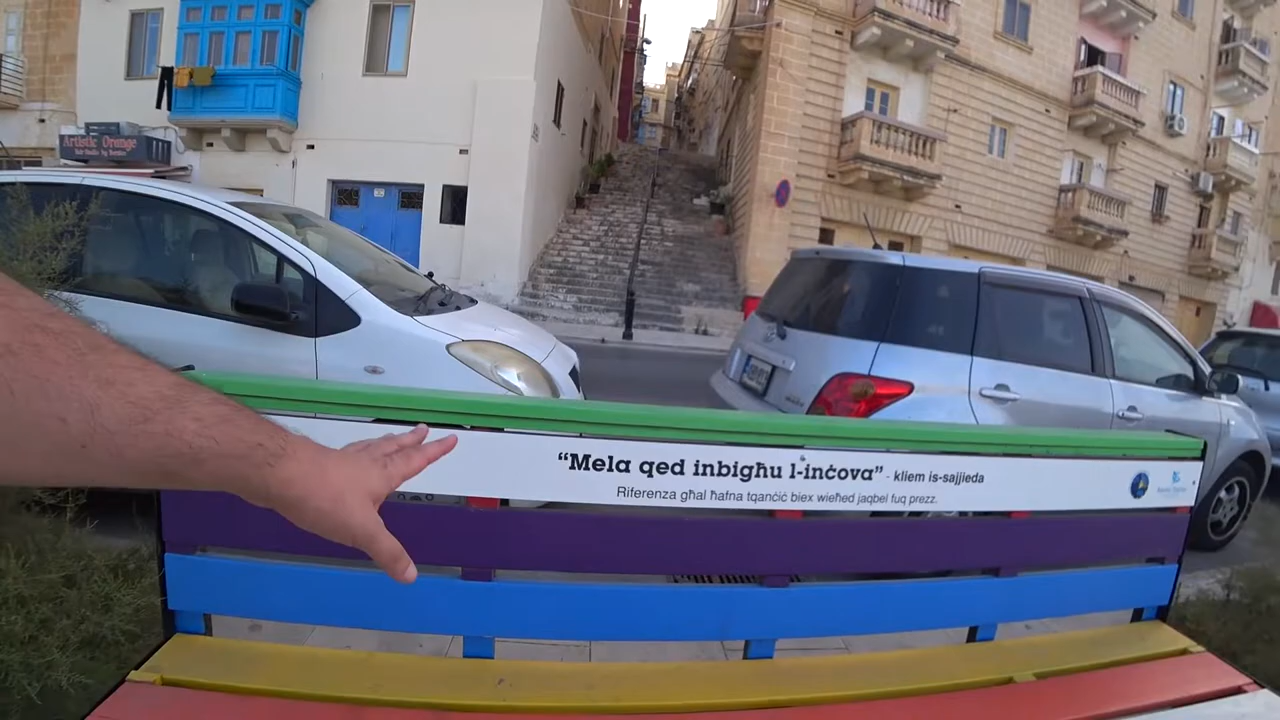 Artistic Orange
“Mela qed inbigħu l-inċova” - kliem is-sajjieda
Riferenza għal ħafna tqanċiċ biex wieħed jaqbel fuq prezz.